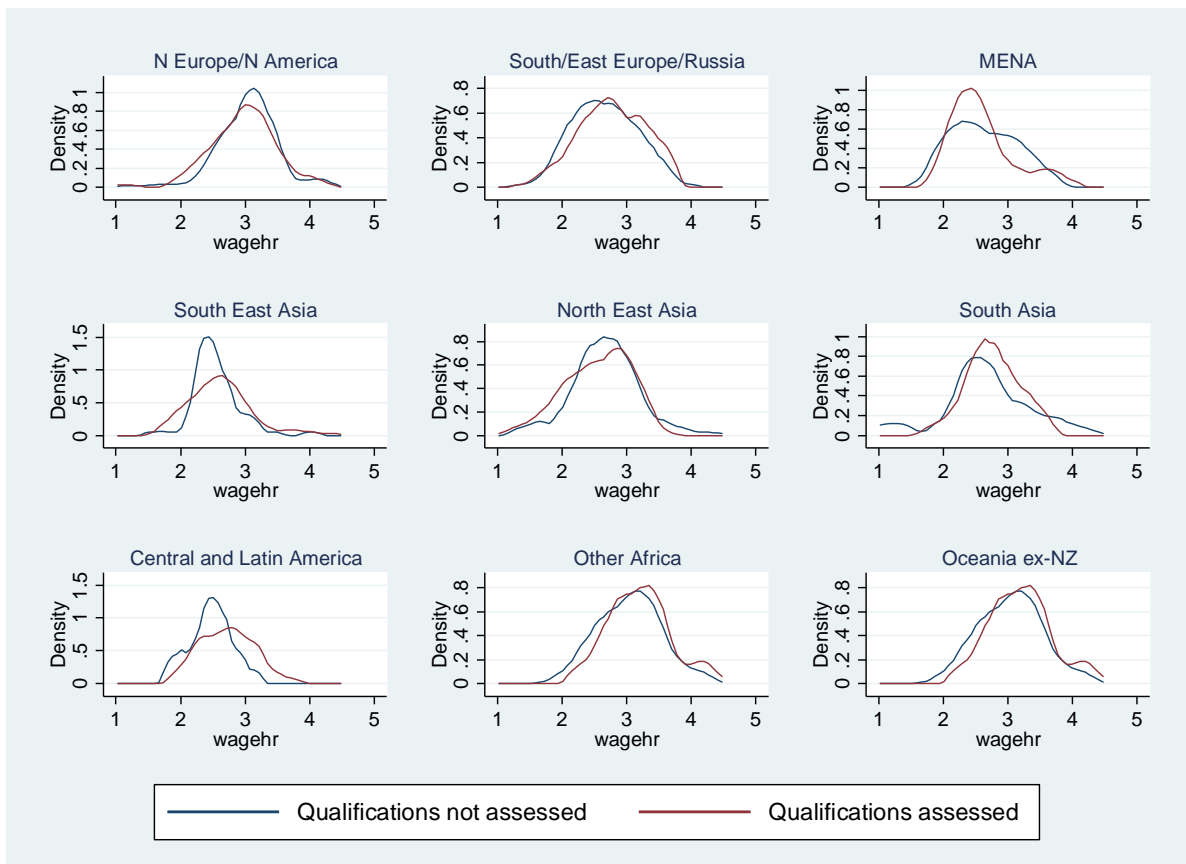 N Europe/N America
Density
0 .2 .4 .6 .8 1
1 2 3 4 5
wagehr
South/East Europe/Russia
Density
0 .2 .4 .6 .8
1 2 3 4 5
wagehr
MENA
Density
0 .2 .4 .6 .8 1
1 2 3 4 5
wagehr
South East Asia
Density
0 .5 1 1.5
1 2 3 4 5
wagehr
North East Asia
Density
0 .2 .4 .6 .8
1 2 3 4 5
wagehr
South Asia
Density
0 .2 .4 .6 .8 1
1 2 3 4 5
wagehr
Central and Latin America
Density
0 .5 1 1.5
1 2 3 4 5
wagehr
Other Africa
Density
0 .2 .4 .6 .8
1 2 3 4 5
wagehr
Oceania ex-NZ
Density
0 .2 .4 .6 .8
1 2 3 4 5
wagehr
Qualifications not assessed
Qualifications assessed